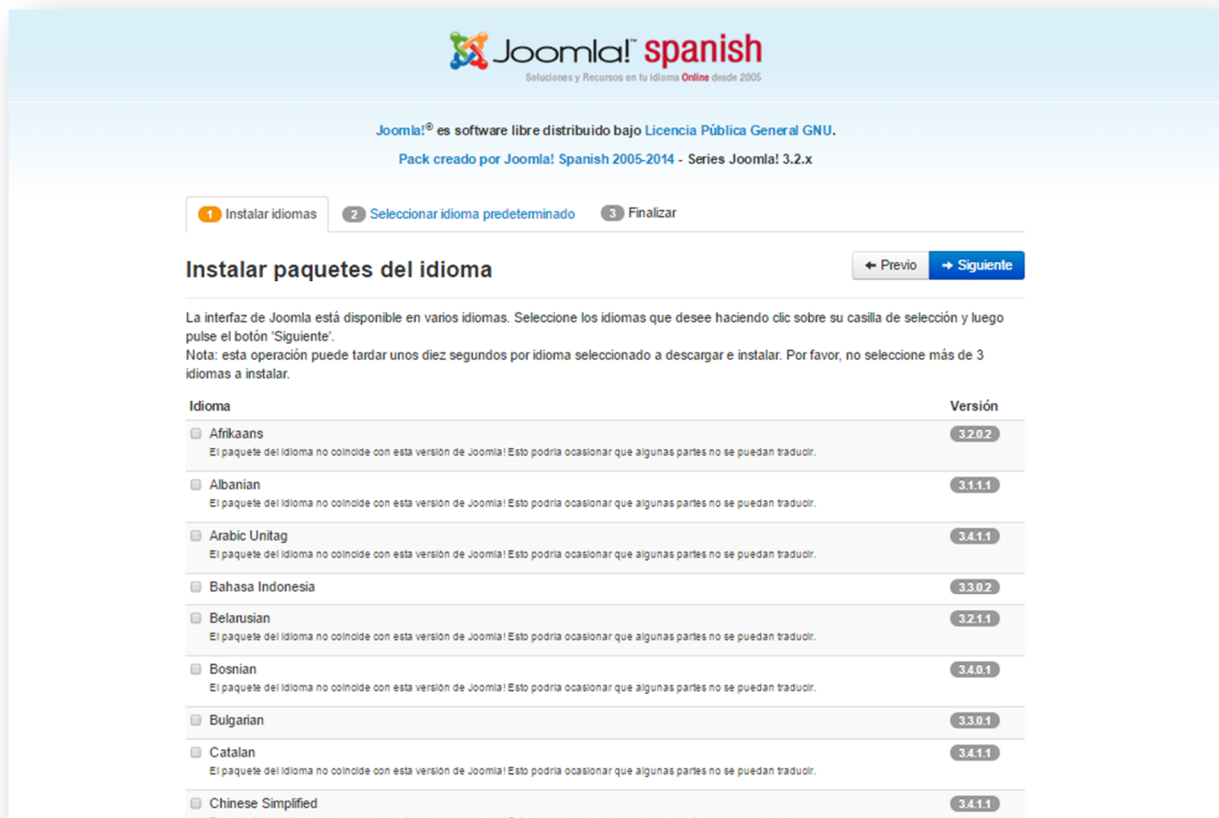 Joomla!™ spanish
Soluciones y Recursos en tu idioma Online desde 2005
Joomla!® es software libre distribuido bajo Licencia Pública General GNU.
Pack creado por Joomla! Spanish 2005-2014 - Series Joomla! 3.2.x
1 Instalar idiomas 2 Seleccionar idioma predeterminado 3 Finalizar
Instalar paquetes del idioma
← Previo → Siguiente
La interfaz de Joomla está disponible en varios idiomas. Seleccione los idiomas que desee haciendo clic sobre su casilla de selección y luego
pulse el botón 'Siguiente'.
Nota: esta operación puede tardar unos diez segundos por idioma seleccionado a descargar e instalar. Por favor, no seleccione más de 3
idiomas a instalar.
Idioma Versión
Afrikaans 3.2.0.2
El paquete del idioma no coincide con esta versión de Joomla! Esto podría ocasionar que algunas partes no se puedan traducir.
Albanian 3.1.1.1
El paquete del idioma no coincide con esta versión de Joomla! Esto podría ocasionar que algunas partes no se puedan traducir.
Arabic Unitag 3.4.1.1
El paquete del idioma no coincide con esta versión de Joomla! Esto podría ocasionar que algunas partes no se puedan traducir.
Bahasa Indonesia 3.3.0.2
Belarusian 3.2.1.1
El paquete del idioma no coincide con esta versión de Joomla! Esto podría ocasionar que algunas partes no se puedan traducir.
Bosnian 3.4.0.1
El paquete del idioma no coincide con esta versión de Joomla! Esto podría ocasionar que algunas partes no se puedan traducir.
Bulgarian 3.3.0.1
Catalan 3.4.1.1
El paquete del idioma no coincide con esta versión de Joomla! Esto podría ocasionar que algunas partes no se puedan traducir.
Chinese Simplified 3.4.1.1